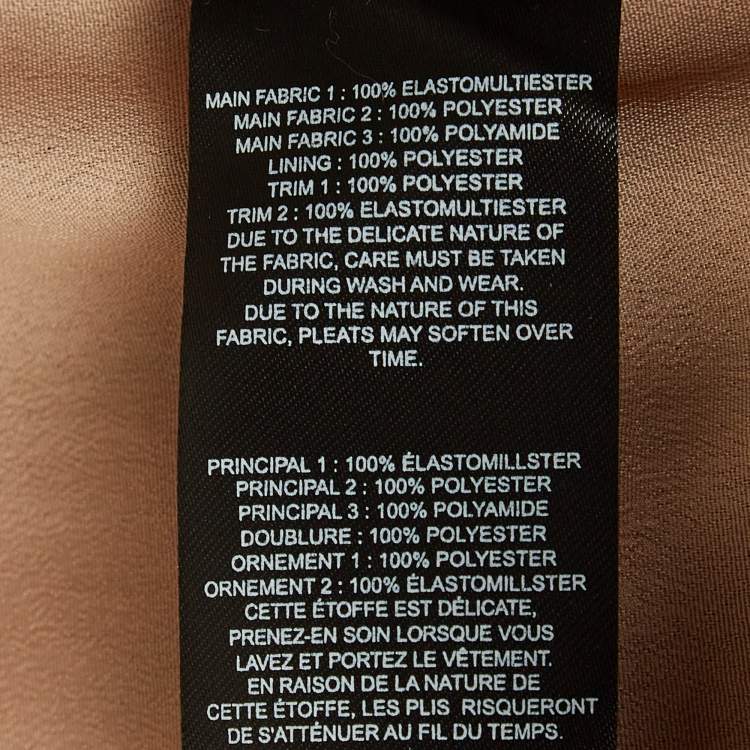 MAIN FABRIC 1 : 100% ELASTOMULTIESTER
MAIN FABRIC 2 : 100% POLYESTER
MAIN FABRIC 3 : 100% POLYAMIDE
LINING : 100% POLYESTER
TRIM 1 : 100% POLYESTER
TRIM 2 : 100% ELASTOMULTIESTER
DUE TO THE DELICATE NATURE OF
THE FABRIC, CARE MUST BE TAKEN
DURING WASH AND WEAR.
DUE TO THE NATURE OF THIS
FABRIC, PLEATS MAY SOFTEN OVER
TIME.
PRINCIPAL 1 : 100% ÉLASTOMILLSTER
PRINCIPAL 2 : 100% POLYESTER
PRINCIPAL 3 : 100% POLYAMIDE
DOUBLURE : 100% POLYESTER
ORNEMENT 1 : 100% POLYESTER
ORNEMENT 2 : 100% ÉLASTOMILLSTER
CETTE ÉTOFFE EST DÉLICATE,
PRENEZ-EN SOIN LORSQUE VOUS
LAVEZ ET PORTEZ LE VÊTEMENT.
EN RAISON DE LA NATURE DE
CETTE ÉTOFFE, LES PLIS RISQUERONT
DE S'ATTÉNUER AU FIL DU TEMPS.